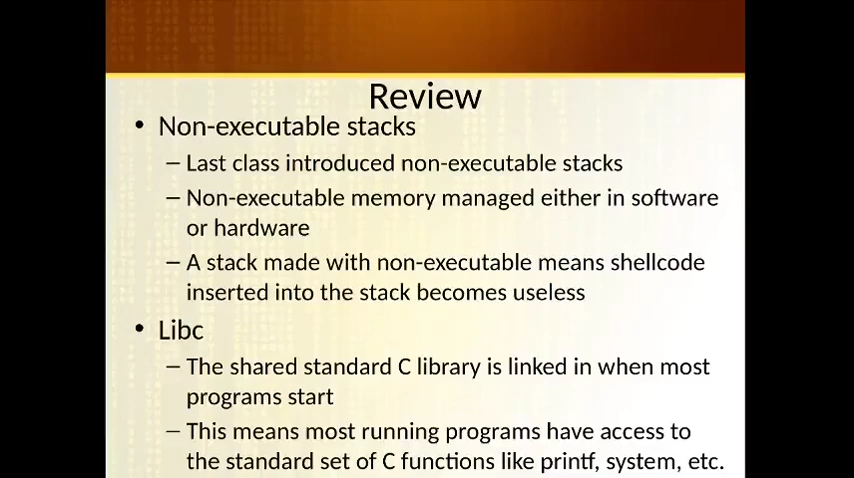 Review
• Non-executable stacks
– Last class introduced non-executable stacks
– Non-executable memory managed either in software
or hardware
– A stack made with non-executable means shellcode
inserted into the stack becomes useless
• Libc
– The shared standard C library is linked in when most
programs start
– This means most running programs have access to
the standard set of C functions like printf, system, etc.